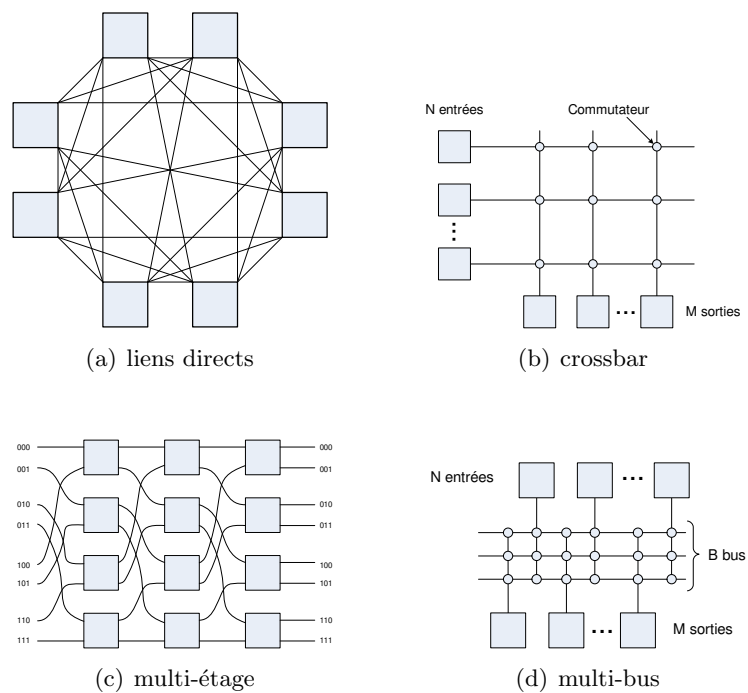 N entrées
Commutateur
M sorties
(a) liens directs
(b) crossbar
000
001
010
011
100
101
110
111
000
001
010
011
100
101
110
111
N entrées
B bus
M sorties
(c) multi-étage
(d) multi-bus